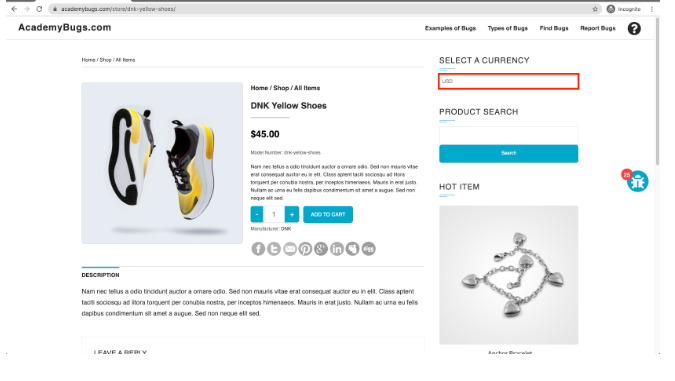 academybugs.com/store/dnk-yellow-shoes/
Incognito
AcademyBugs.com
Examples of Bugs Types of Bugs Find Bugs Report Bugs ?
Home / Shop / All Items
SELECT A CURRENCY
USD
Home / Shop / All Items
DNK Yellow Shoes
$45.00
Model Number: dnk-yellow-shoes
Nam nec tellus a odio tincidunt auctor a ornare odio. Sed non mauris vitae
erat consequat auctor eu in elit. Class aptent taciti sociosqu ad litora
torquent per conubia nostra, per inceptos himenaeos. Mauris in erat justo.
Nullam ac urna eu felis dapibus condimentum sit amet a augue. Sed non
neque elit sed.
- 1 + ADD TO CART
Manufacturer: DNK
PRODUCT SEARCH
Search
25
HOT ITEM
DESCRIPTION
Nam nec tellus a odio tincidunt auctor a ornare odio. Sed non mauris vitae erat consequat auctor eu in elit. Class aptent
taciti sociosqu ad litora torquent per conubia nostra, per inceptos himenaeos. Mauris in erat justo. Nullam ac urna eu felis
dapibus condimentum sit amet a augue. Sed non neque elit sed.
LEAVE A REPLY
Anchor Bracelet